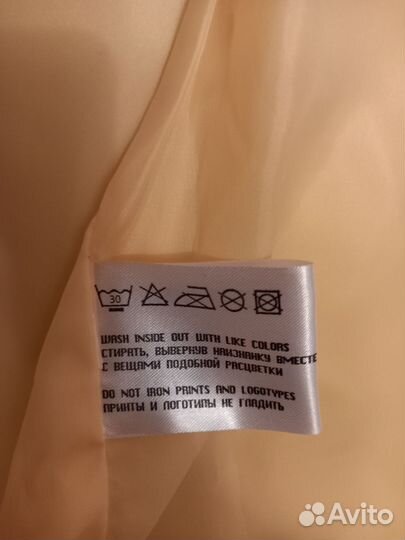 30
WASH INSIDE OUT WITH LIKE COLORS
СТИРАТЬ, ВЫВЕРНУВ НАИЗНАНКУ ВМЕСТЕ
С ВЕЩАМИ ПОДОБНОЙ РАСЦВЕТКИ
DO NOT IRON PRINTS AND LOGOTYPES
ПРИНТЫ И ЛОГОТИПЫ НЕ ГЛАДИТЬ
Avito